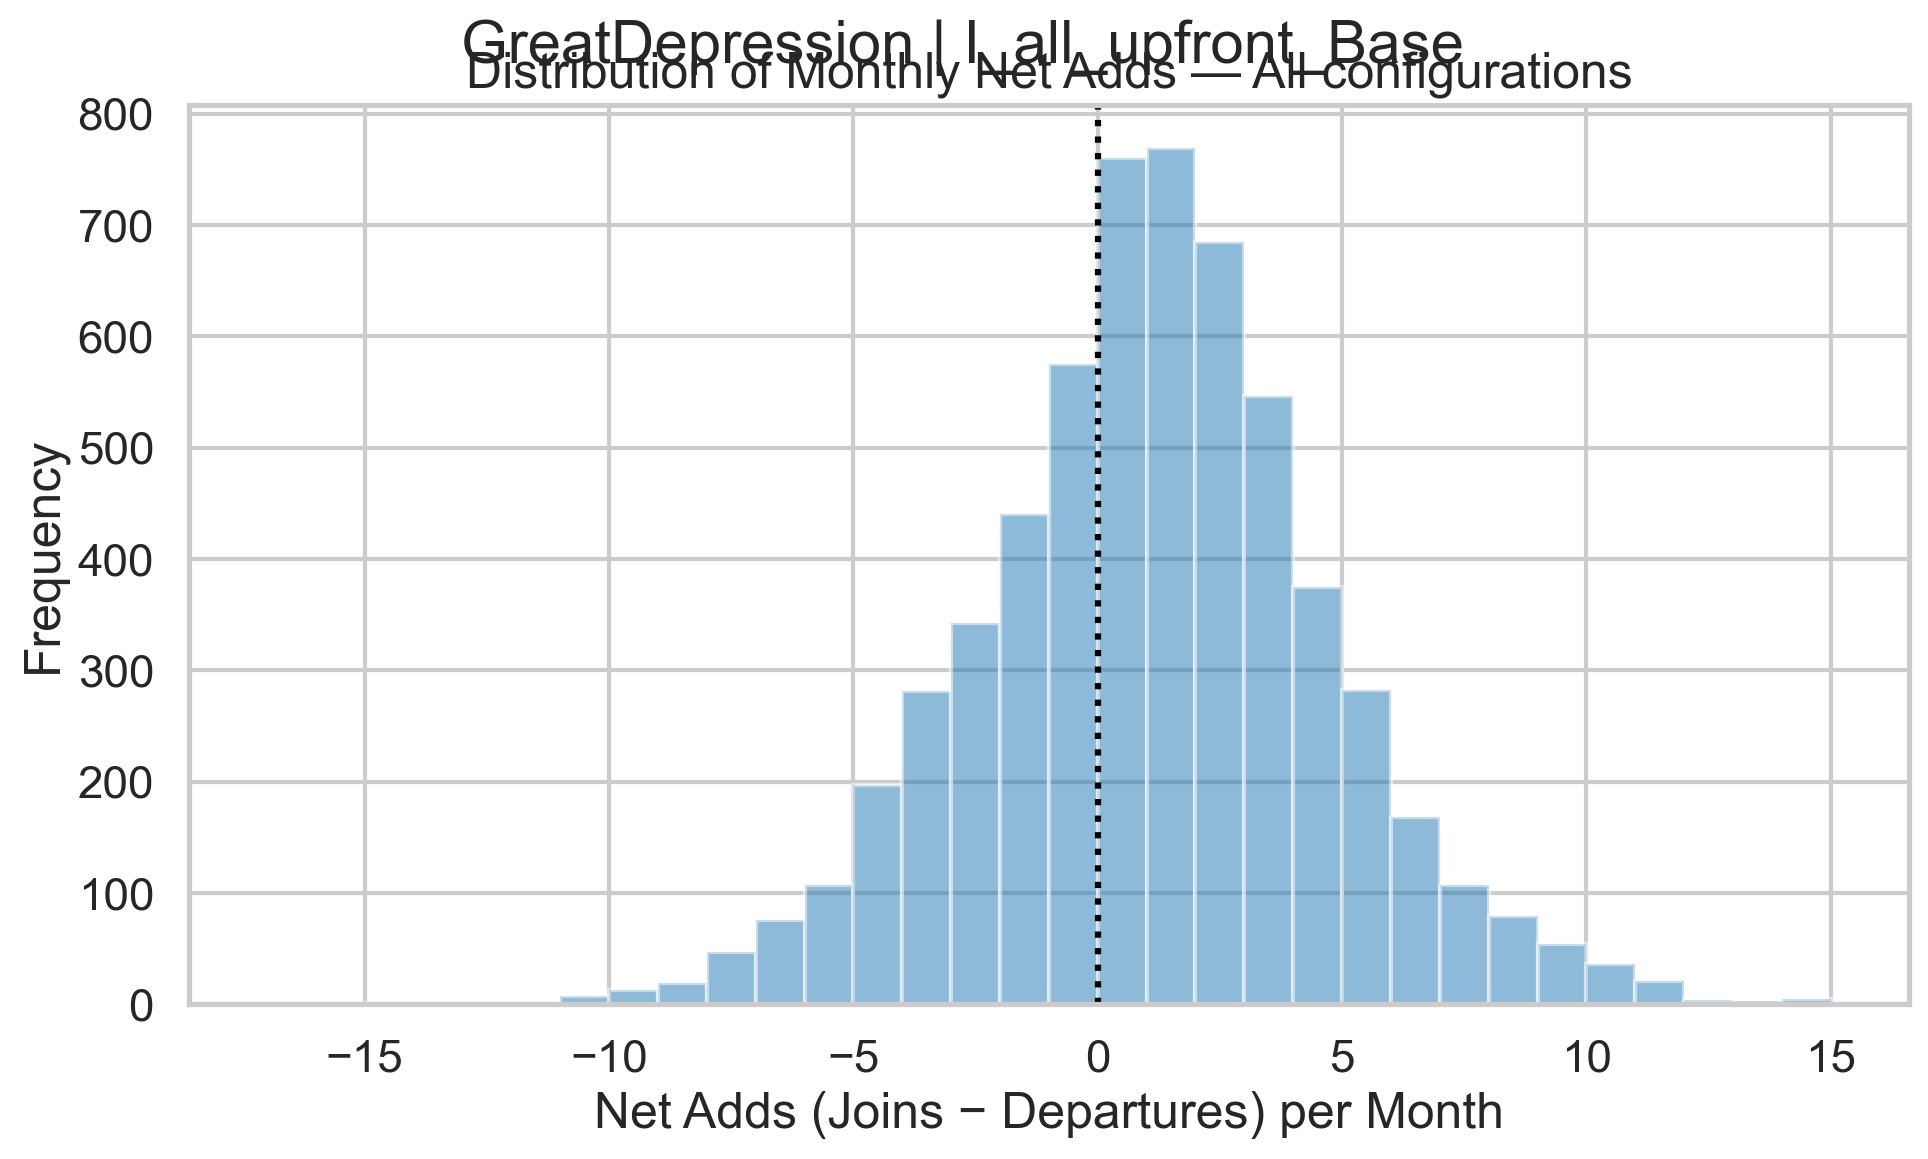 GreatDepression | I_all_upfront_Base
Distribution of Monthly Net Adds — All configurations
800
700
600
500
400
300
200
100
0
Frequency
−15 −10 −5 0 5 10 15
Net Adds (Joins − Departures) per Month